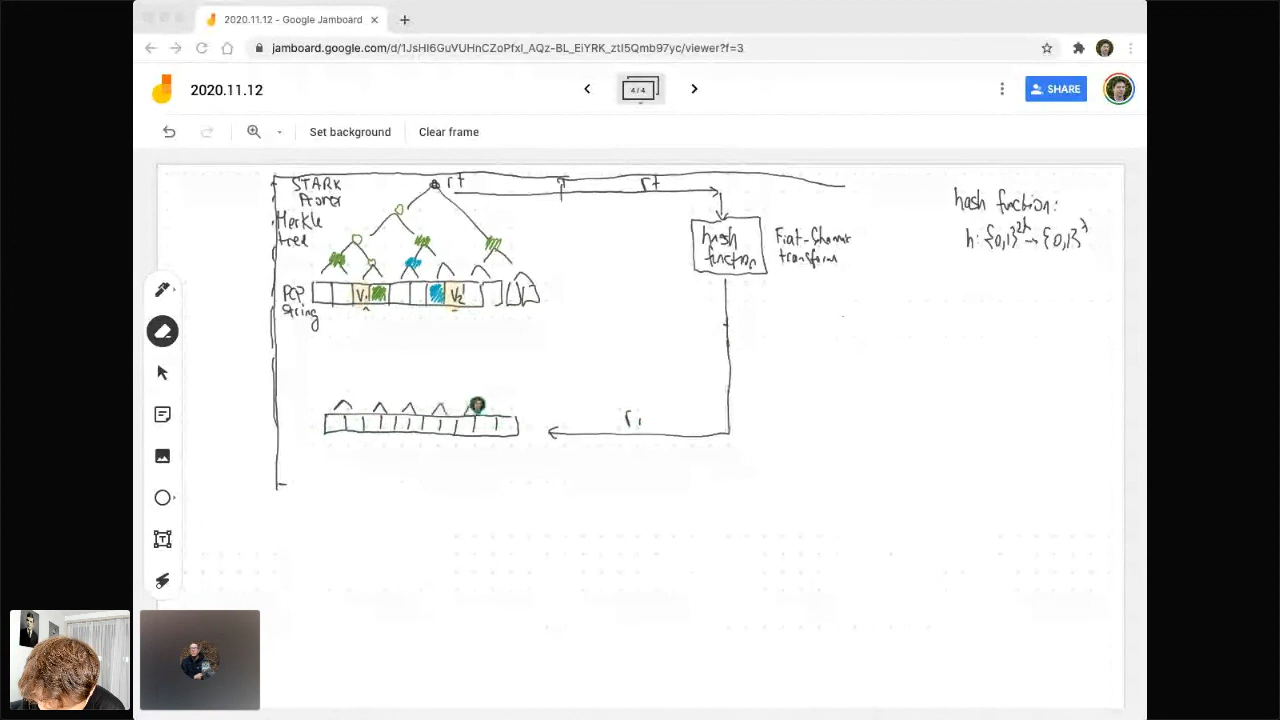 2020.11.12 - Google Jamboard
jamboard.google.com/d/1JsHl6GuVUHnCZoPfxI_AQz-BL_EiYRK_ztI5Qmb97yc/viewer?f=3
2020.11.12
4/4
SHARE
Set background
Clear frame
STARK
Prover
Merkle
tree
rt
rt
hash
function
Fiat-Shamir
transform
hash function:
h: {0,1}^2λ → {0,1}^λ
PCP
string
V1
V2
r1